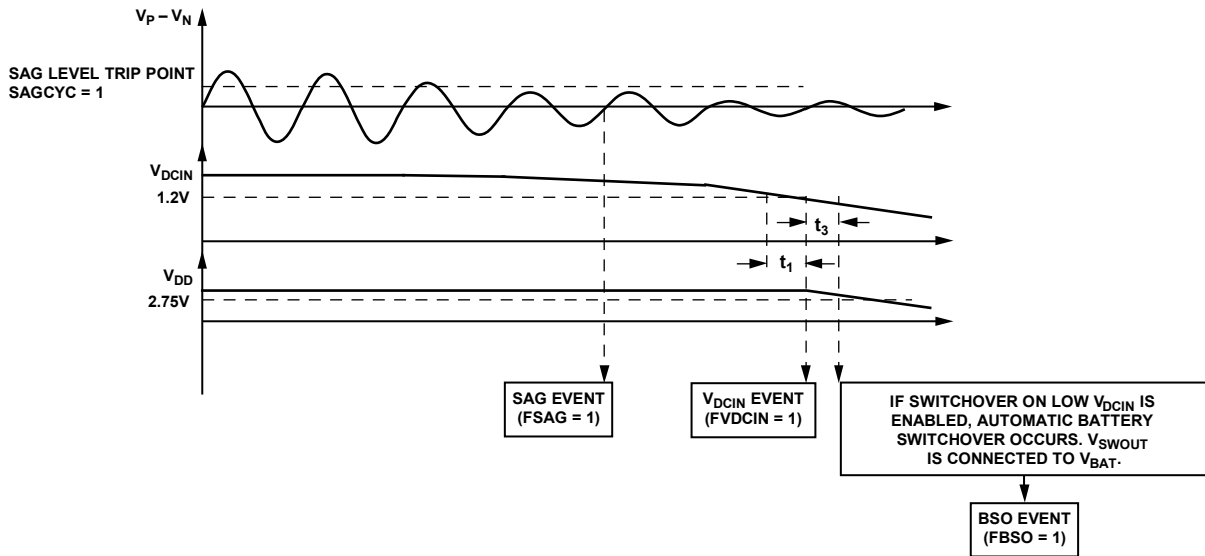 VP – VN
SAG LEVEL TRIP POINT
SAGCYC = 1
VDCIN
1.2V
t3
t1
VDD
2.75V
SAG EVENT
(FSAG = 1)
VDCIN EVENT
(FVDCIN = 1)
IF SWITCHOVER ON LOW VDCIN IS
ENABLED, AUTOMATIC BATTERY
SWITCHOVER OCCURS. VSWOUT
IS CONNECTED TO VBAT.
BSO EVENT
(FBSO = 1)